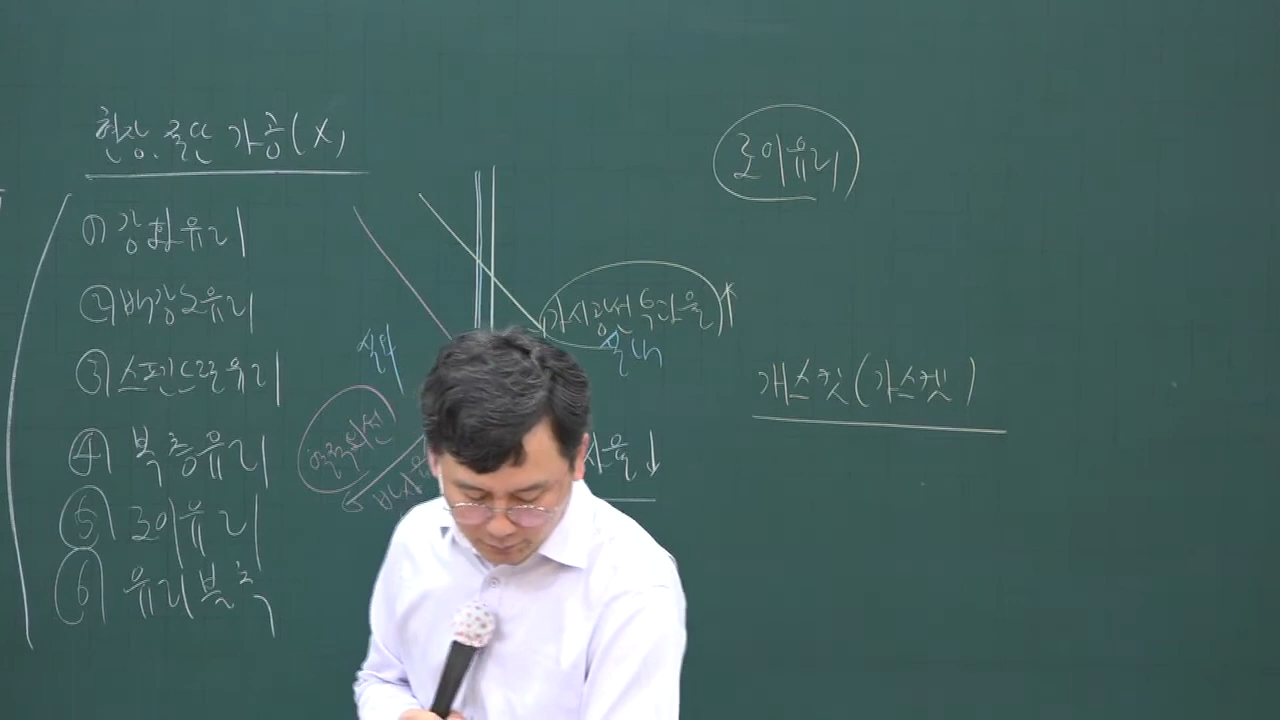 현장 절단 가공(X)
① 강화유리
② 배강도유리
③ 스팬드럴유리
④ 복층유리
⑤ 로이유리
⑥ 유리블럭
로이유리
가시광선 투과율↑
실외
실내
적외선
반사율
사율↓
개스킷(가스켓)